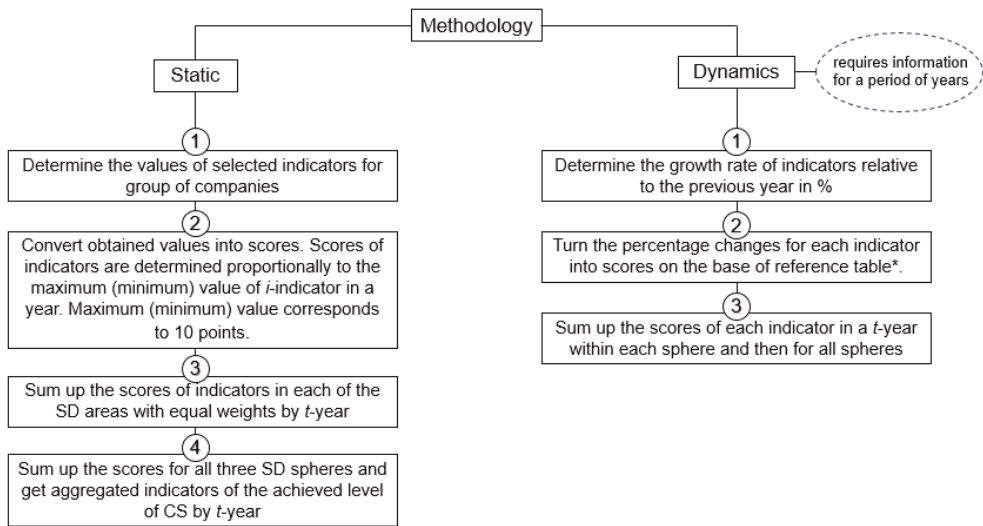 Methodology
Static
Dynamics
requires information
for a period of years
1
Determine the values of selected indicators for
group of companies
2
Convert obtained values into scores. Scores of
indicators are determined proportionally to the
maximum (minimum) value of i-indicator in a
year. Maximum (minimum) value corresponds
to 10 points.
3
Sum up the scores of indicators in each of the
SD areas with equal weights by t-year
4
Sum up the scores for all three SD spheres and
get aggregated indicators of the achieved level
of CS by t-year
1
Determine the growth rate of indicators relative
to the previous year in %
2
Turn the percentage changes for each indicator
into scores on the base of reference table*.
3
Sum up the scores of each indicator in a t-year
within each sphere and then for all spheres